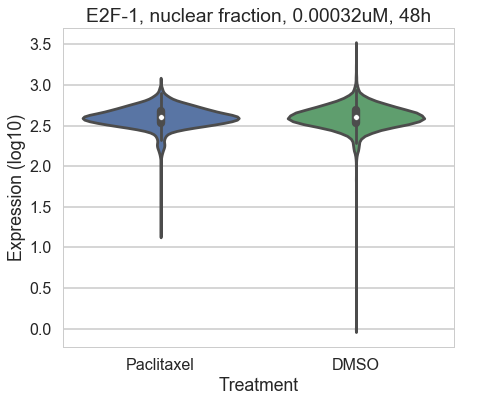 E2F-1, nuclear fraction, 0.00032uM, 48h
3.5
3.0
2.5
2.0
1.5
1.0
0.5
0.0
Expression (log10)
Paclitaxel DMSO
Treatment